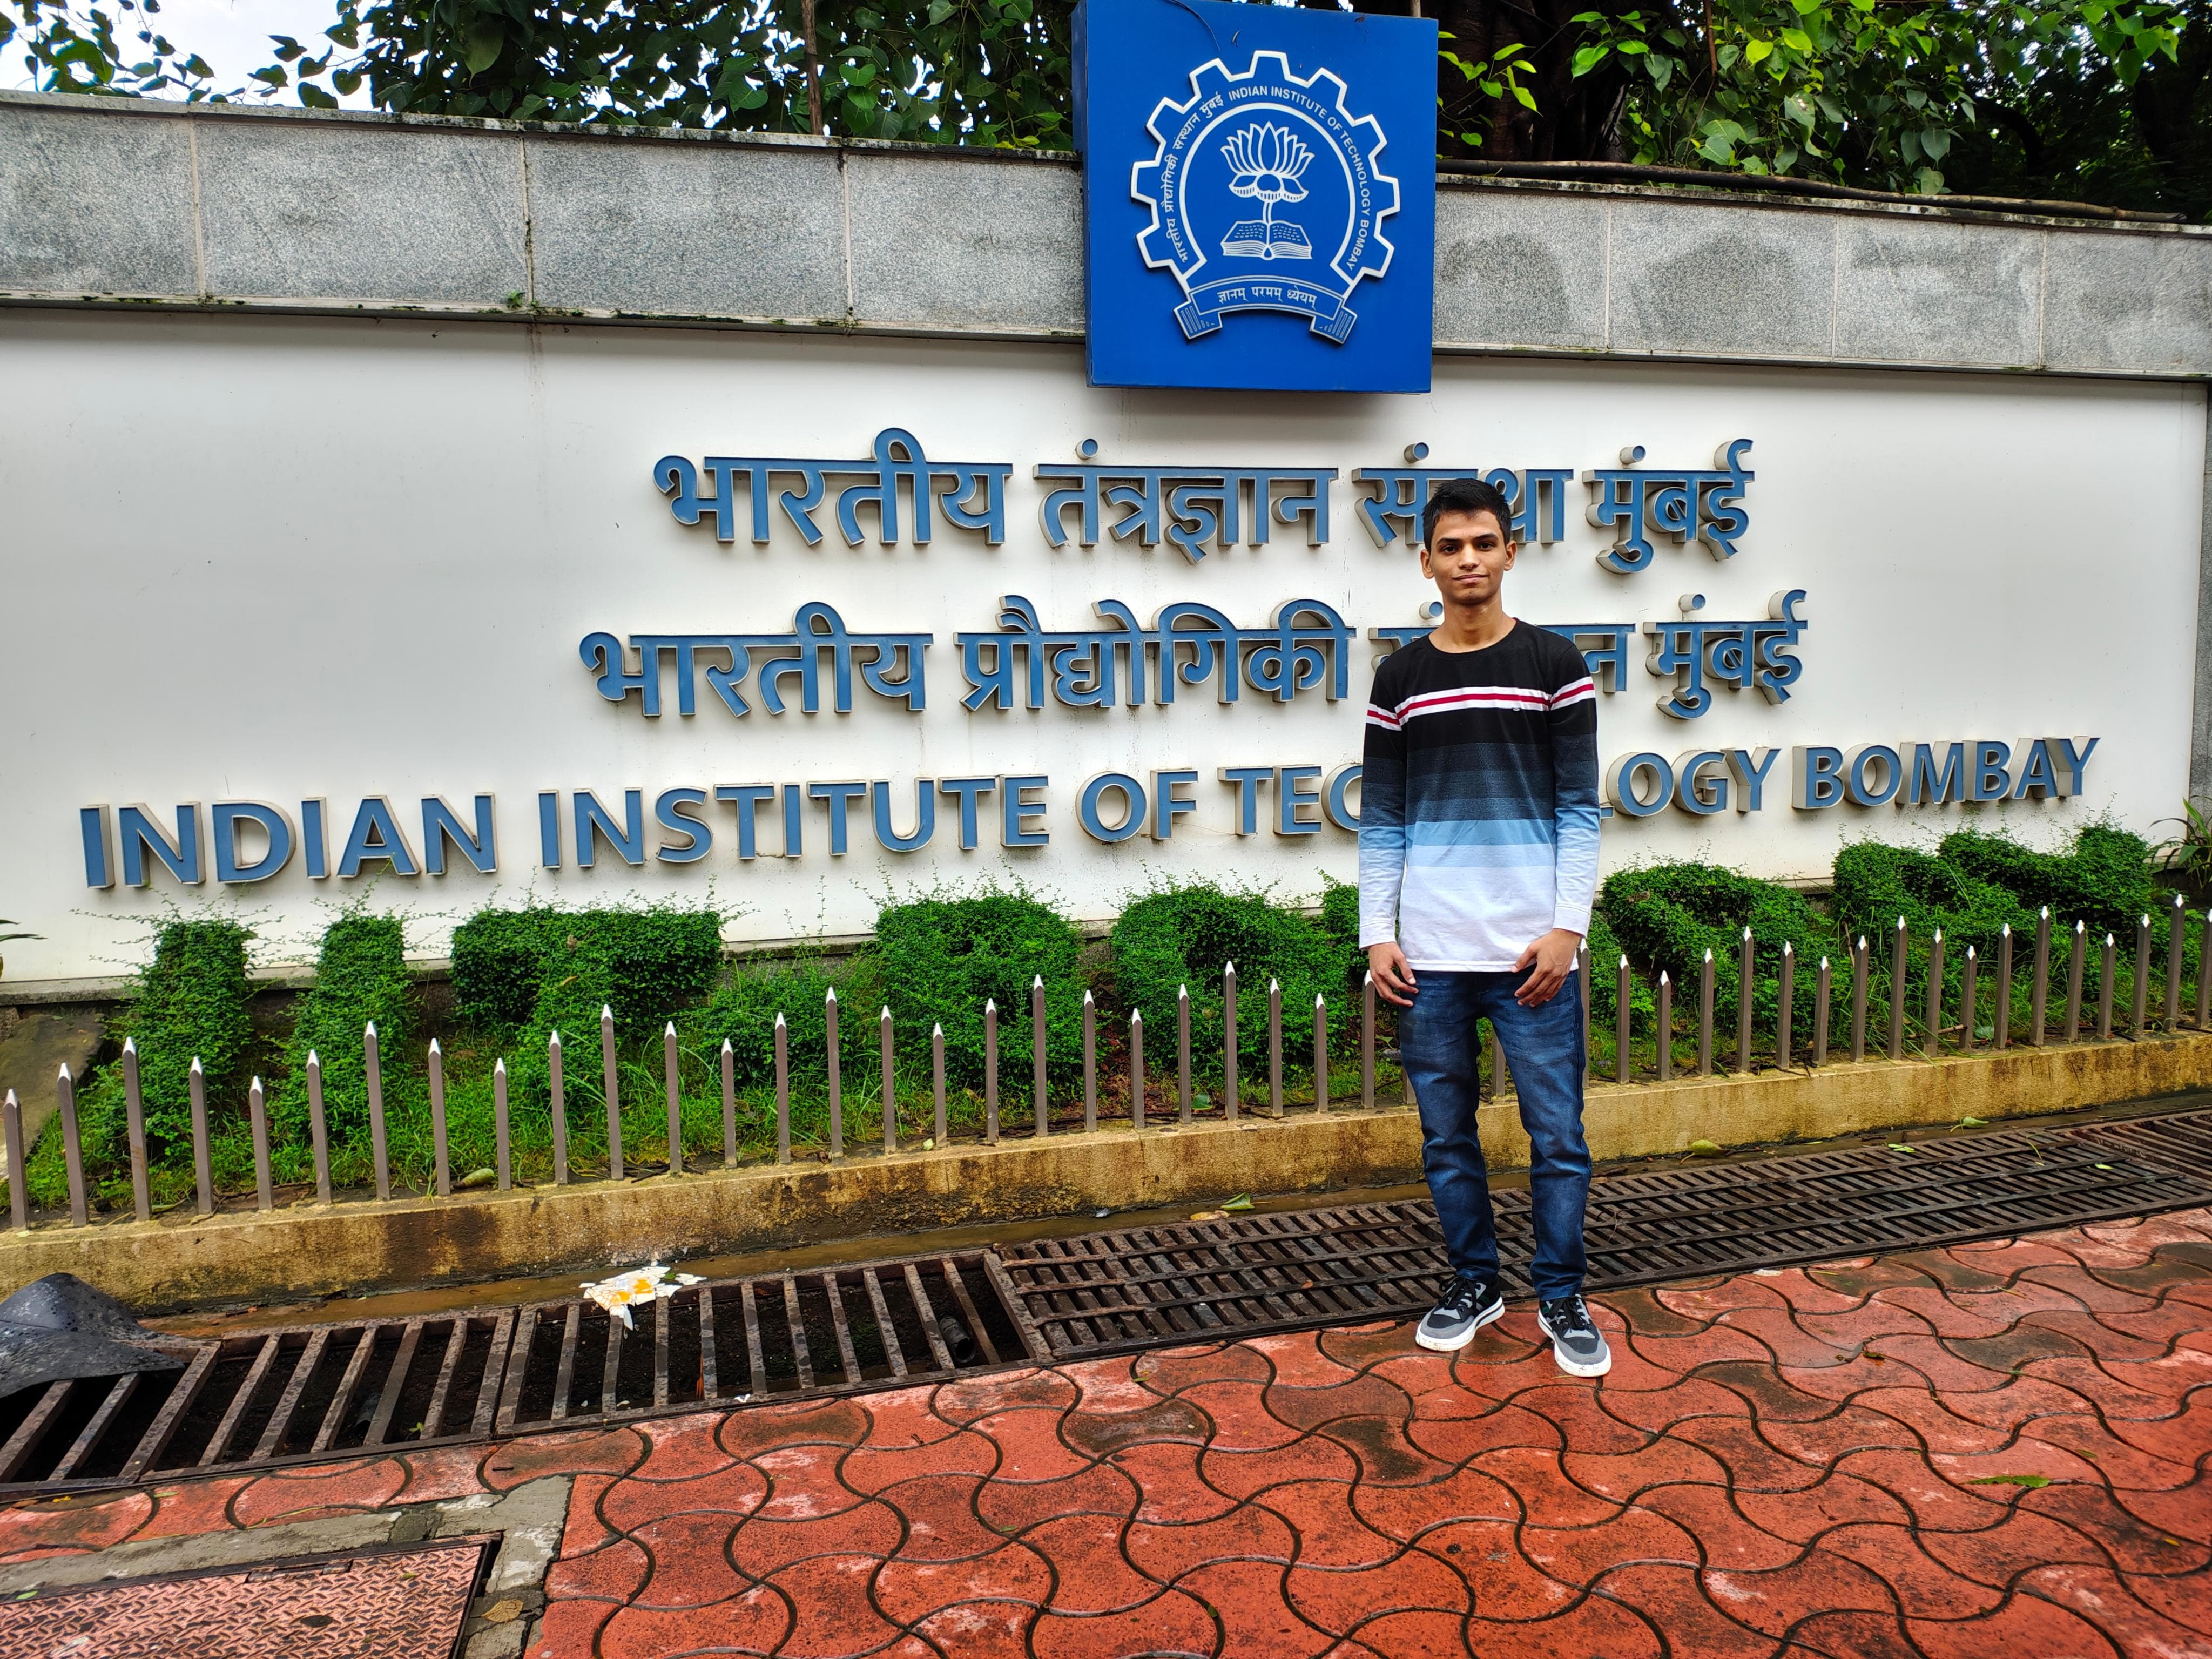 भारतीय प्रौद्योगिकी संस्थान मुंबई INDIAN INSTITUTE OF TECHNOLOGY BOMBAY
ज्ञानम् परमम् ध्येयम्
भारतीय तंत्रज्ञान संस्था मुंबई
भारतीय प्रौद्योगिकी संस्थान मुंबई
INDIAN INSTITUTE OF TECHNOLOGY BOMBAY